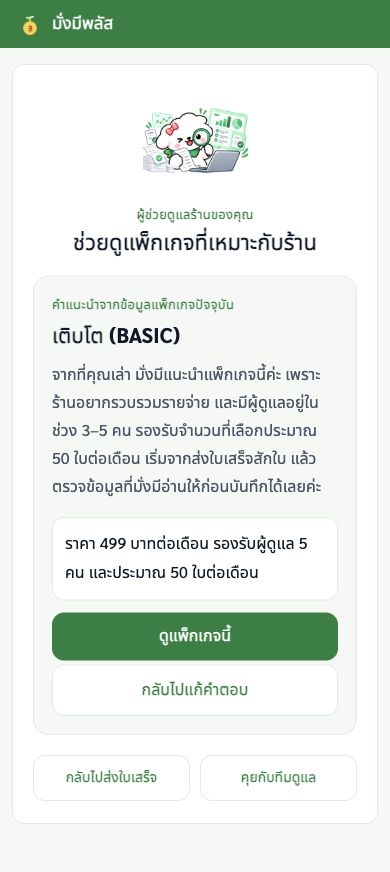 มั่งมีพลัส
ผู้ช่วยดูแลร้านของคุณ
ช่วยดูแพ็กเกจที่เหมาะกับร้าน
คำแนะนำจากข้อมูลแพ็กเกจปัจจุบัน
เติบโต (BASIC)
จากที่คุณเล่า มั่งมีแนะนำแพ็กเกจนี้ค่ะ เพราะ
ร้านอยากรวบรวมรายจ่าย และมีผู้ดูแลอยู่ใน
ช่วง 3–5 คน รองรับจำนวนที่เลือกประมาณ
50 ใบต่อเดือน เริ่มจากส่งใบเสร็จสักใบ แล้ว
ตรวจข้อมูลที่มั่งมีอ่านให้ก่อนบันทึกได้เลยค่ะ
ราคา 499 บาทต่อเดือน รองรับผู้ดูแล 5
คน และประมาณ 50 ใบต่อเดือน
ดูแพ็กเกจนี้
กลับไปแก้คำตอบ
กลับไปส่งใบเสร็จ
คุยกับทีมดูแล